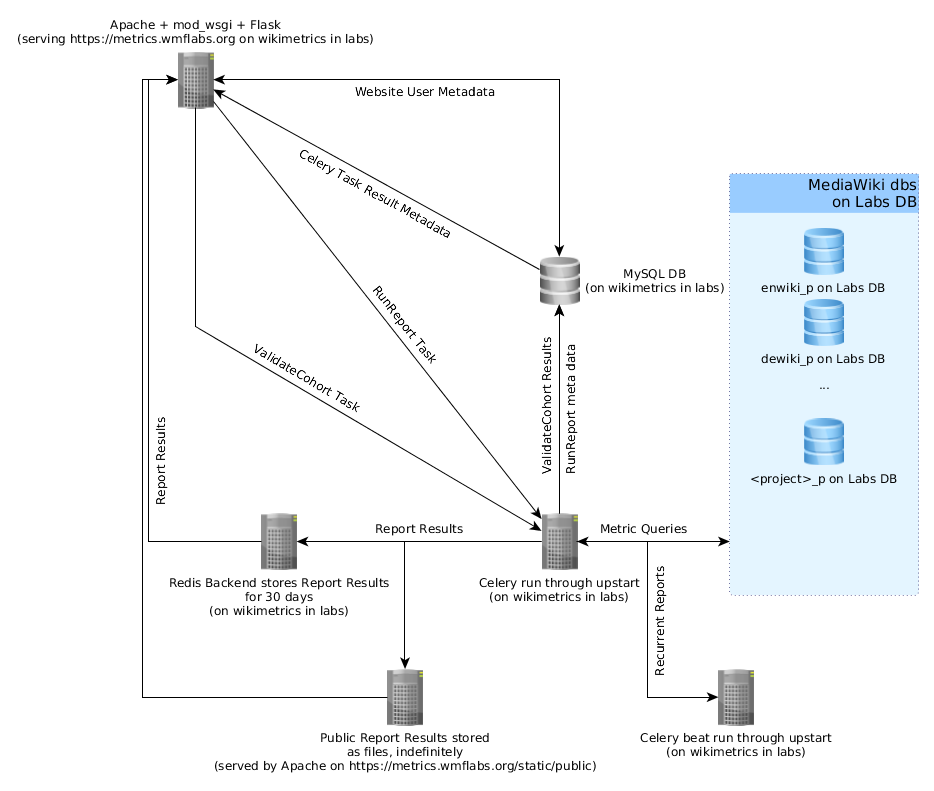 Apache + mod_wsgi + Flask
(serving https://metrics.wmflabs.org on wikimetrics in labs)
Website User Metadata
Celery Task Result Metadata
MediaWiki dbs
on Labs DB
enwiki_p on Labs DB
dewiki_p on Labs DB
...
<project>_p on Labs DB
MySQL DB
(on wikimetrics in labs)
RunReport Task
ValidateCohort Task
ValidateCohort Results
RunReport meta data
Report Results
Report Results
Metric Queries
Redis Backend stores Report Results
for 30 days
(on wikimetrics in labs)
Celery run through upstart
(on wikimetrics in labs)
Recurrent Reports
Public Report Results stored
as files, indefinitely
(served by Apache on https://metrics.wmflabs.org/static/public)
Celery beat run through upstart
(on wikimetrics in labs)